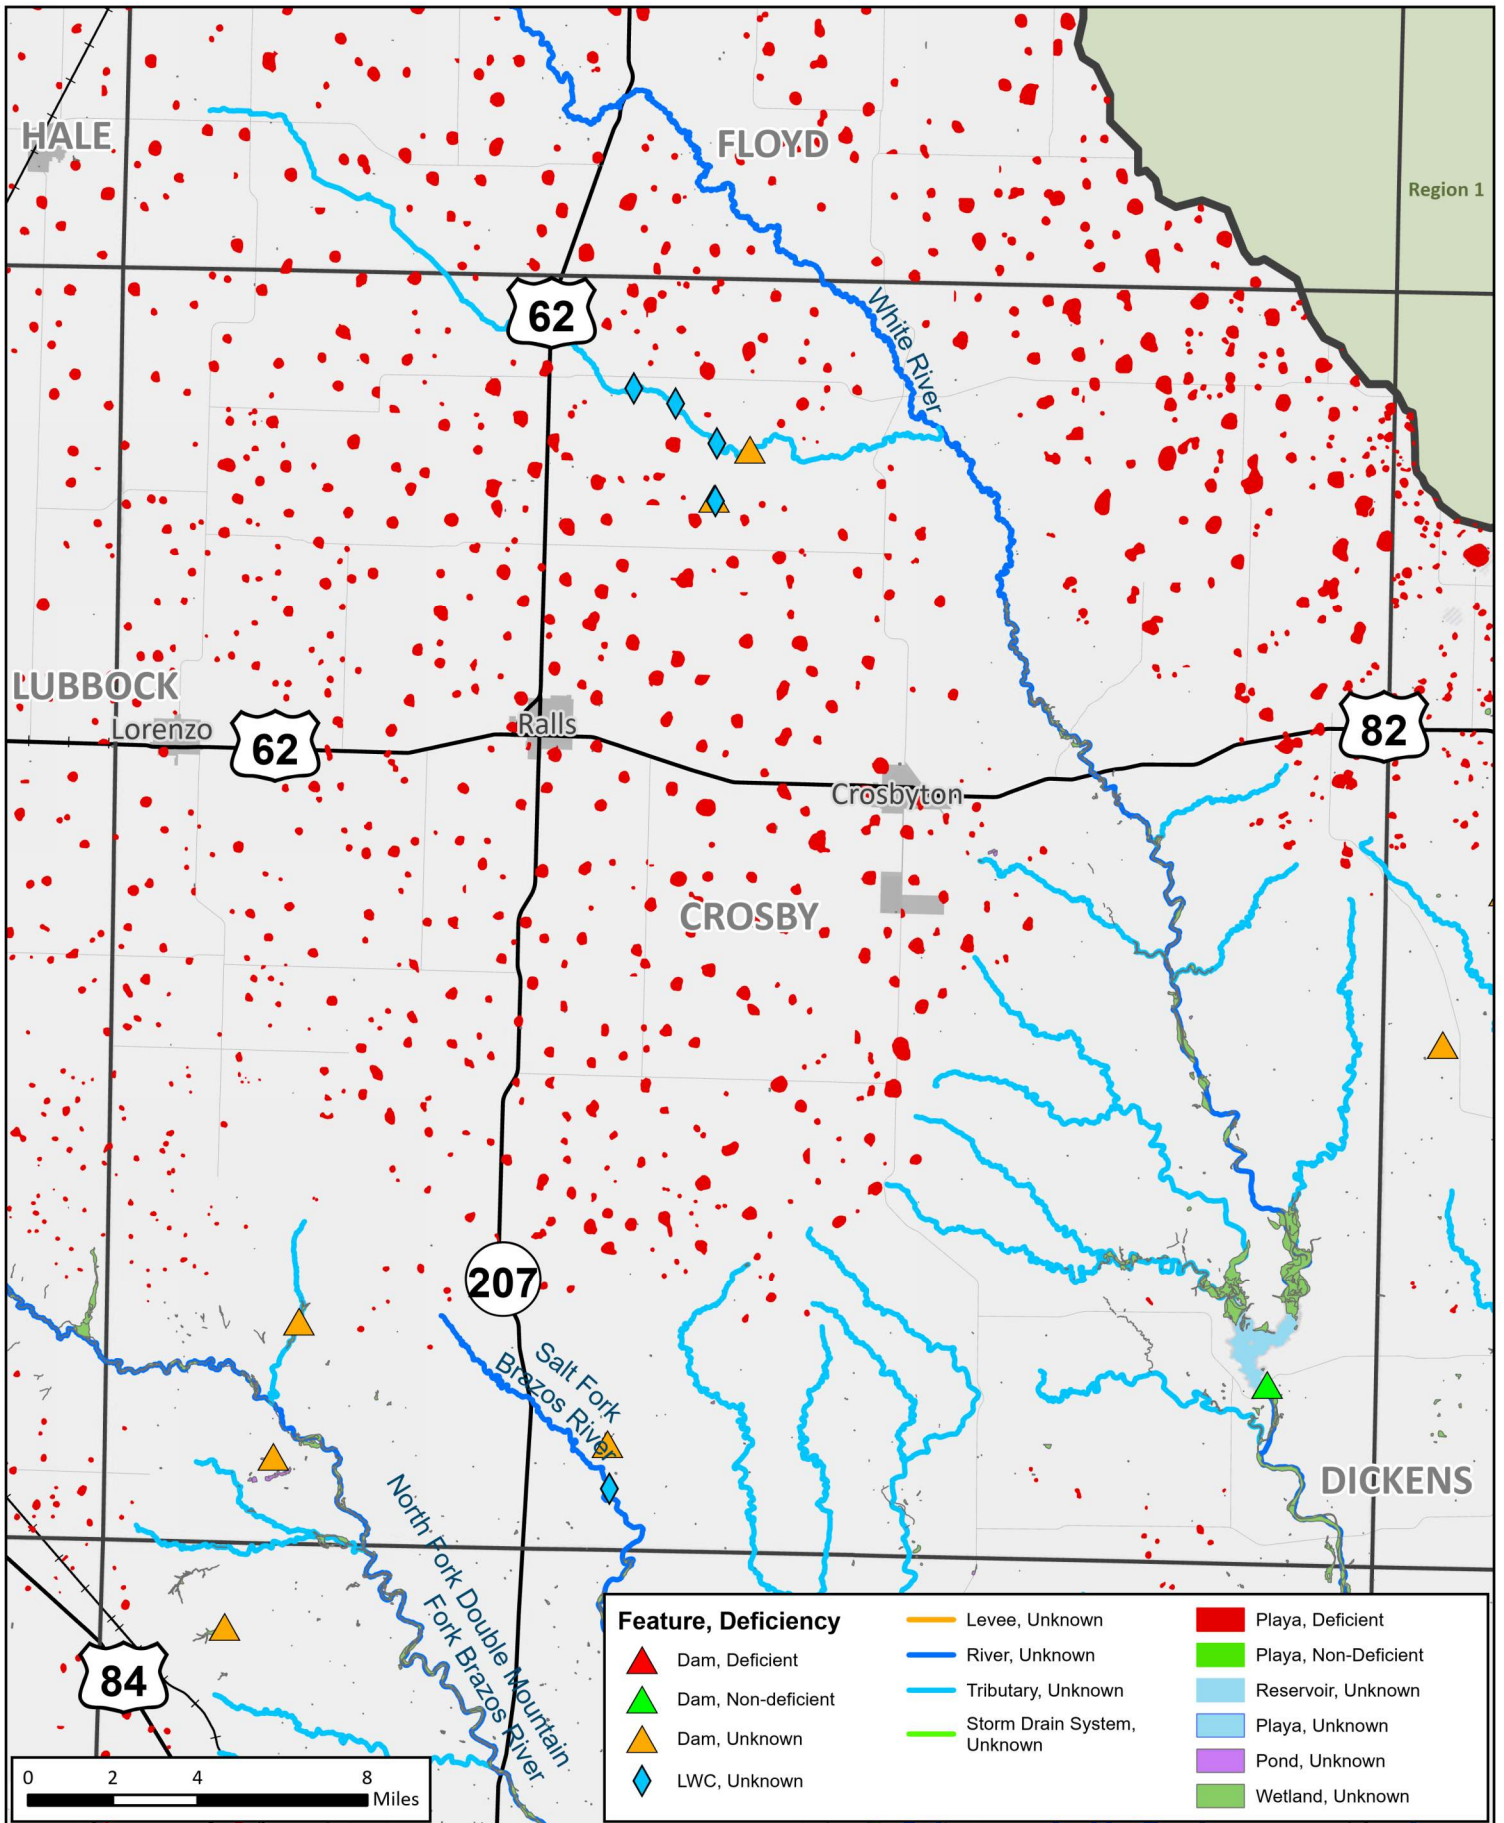 HALE
FLOYD
Region 1
62
White River
LUBBOCK
Lorenzo
62
Ralls
82
Crosbyton
CROSBY
207
Salt Fork
Brazos River
DICKENS
North Fork Double Mountain
Fork Brazos River
84
0 2 4 8
Miles
Feature, Deficiency
Dam, Deficient
Dam, Non-deficient
Dam, Unknown
LWC, Unknown
Levee, Unknown
River, Unknown
Tributary, Unknown
Storm Drain System,
Unknown
Playa, Deficient
Playa, Non-Deficient
Reservoir, Unknown
Playa, Unknown
Pond, Unknown
Wetland, Unknown